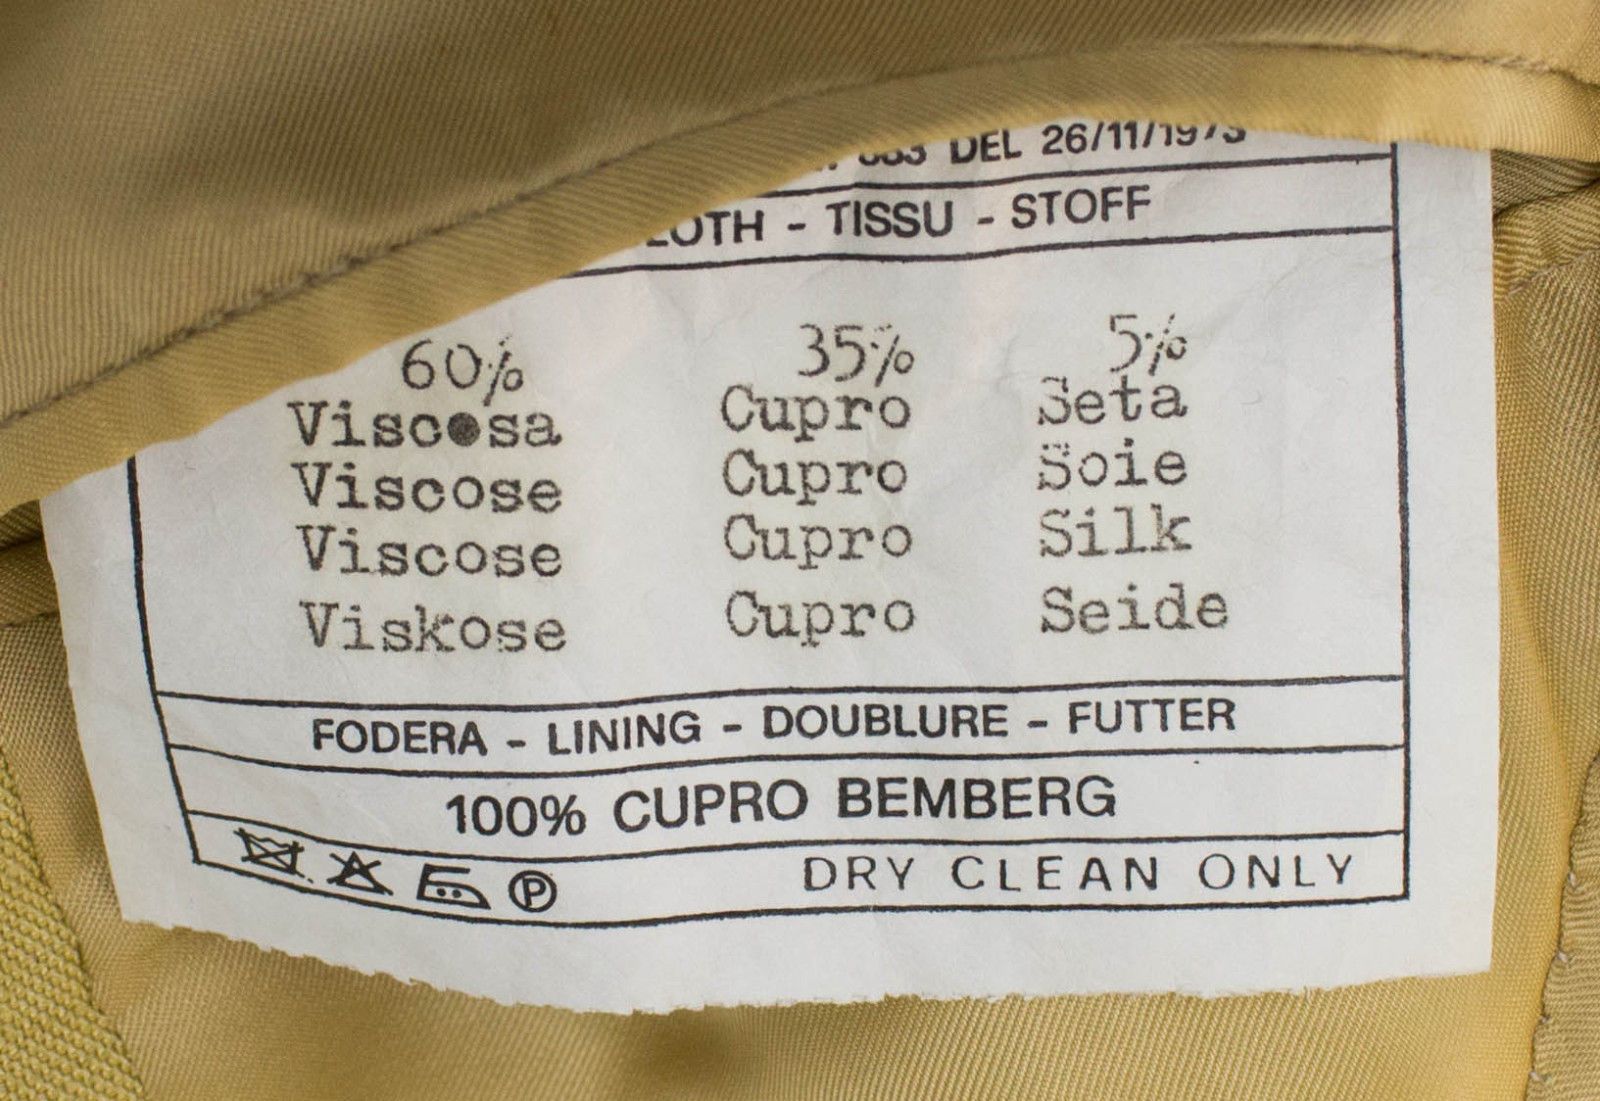 DEL 26/11/1973
- TISSU - STOFF
60% 35% 5%
Viscosa Cupro Seta
Viscose Cupro Soie
Viscose Cupro Silk
Viskose Cupro Seide
FODERA - LINING - DOUBLURE - FUTTER
100% CUPRO BEMBERG
P DRY CLEAN ONLY